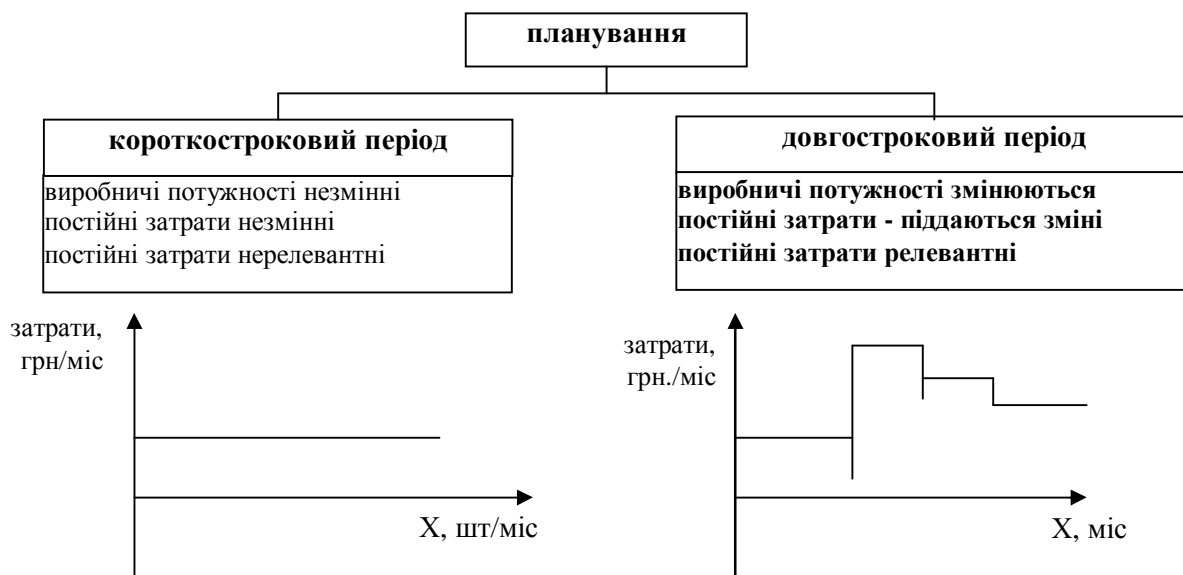 планування
короткостроковий період
виробничі потужності незмінні
постійні затрати незмінні
постійні затрати нерелевантні
довгостроковий період
виробничі потужності змінюються
постійні затрати - піддаються зміні
постійні затрати релевантні
затрати,
грн/міс
Х, шт/міс
затрати,
грн./міс
Х, міс